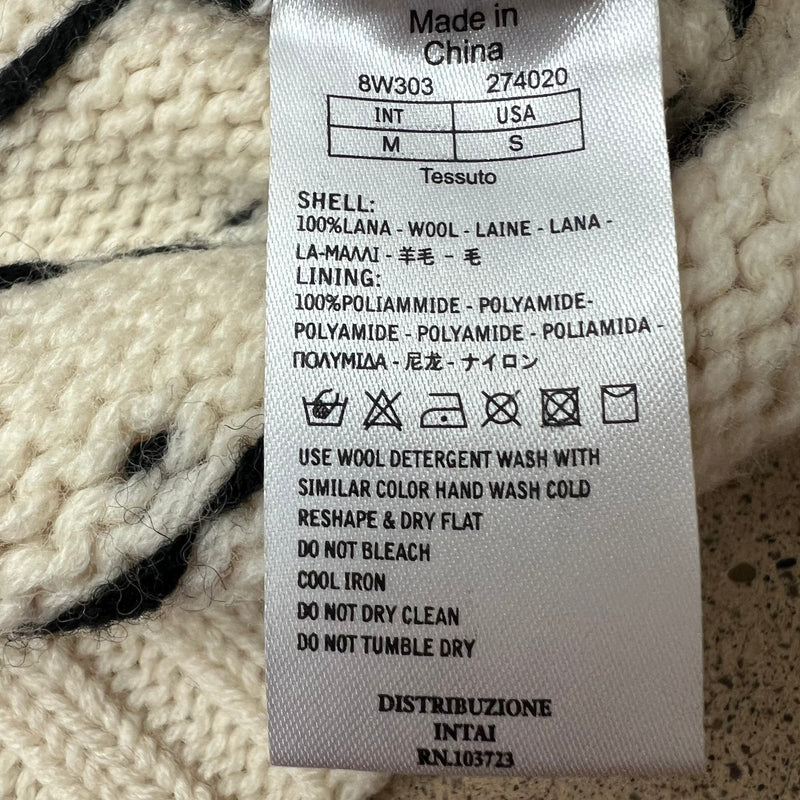 Made in
China
8W303 274020
INT USA
M S
Tessuto
SHELL:
100%LANA - WOOL - LAINE - LANA -
LA-MAΛΛI - 羊毛 - 毛
LINING:
100%POLIAMMIDE - POLYAMIDE-
POLYAMIDE - POLYAMIDE - POLIAMIDA -
ΠΟΛΥΜΙΔΑ - 尼龙 - ナイロン
USE WOOL DETERGENT WASH WITH
SIMILAR COLOR HAND WASH COLD
RESHAPE & DRY FLAT
DO NOT BLEACH
COOL IRON
DO NOT DRY CLEAN
DO NOT TUMBLE DRY
DISTRIBUZIONE
INTAI
RN.103723